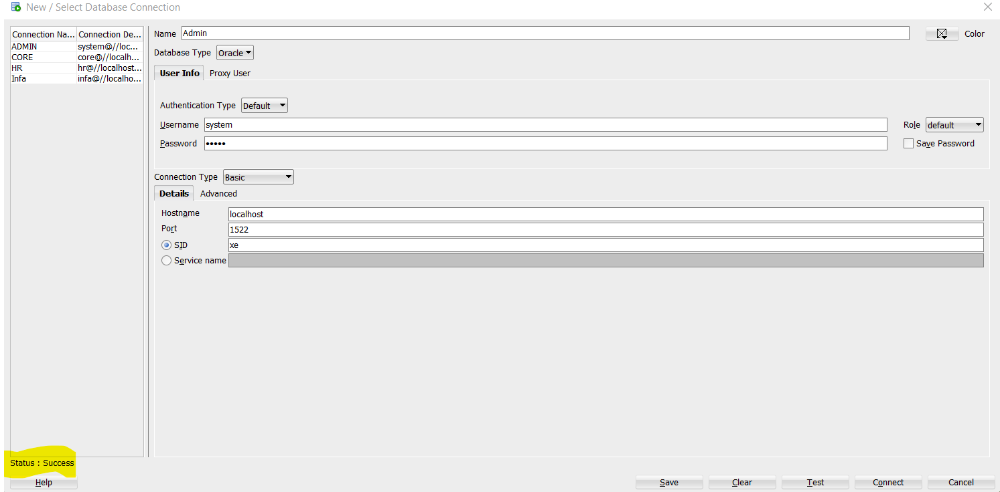 New / Select Database Connection
Connection Na... Connection De...
ADMIN system@//loc...
CORE core@//localh...
HR hr@//localhost...
Infa infa@//localho...
Name Admin Color
Database Type Oracle
User Info Proxy User
Authentication Type Default
Username system Role default
Password ••••• Save Password
Connection Type Basic
Details Advanced
Hostname localhost
Port 1522
SID xe
Service name
Status : Success
Help Save Clear Test Connect Cancel